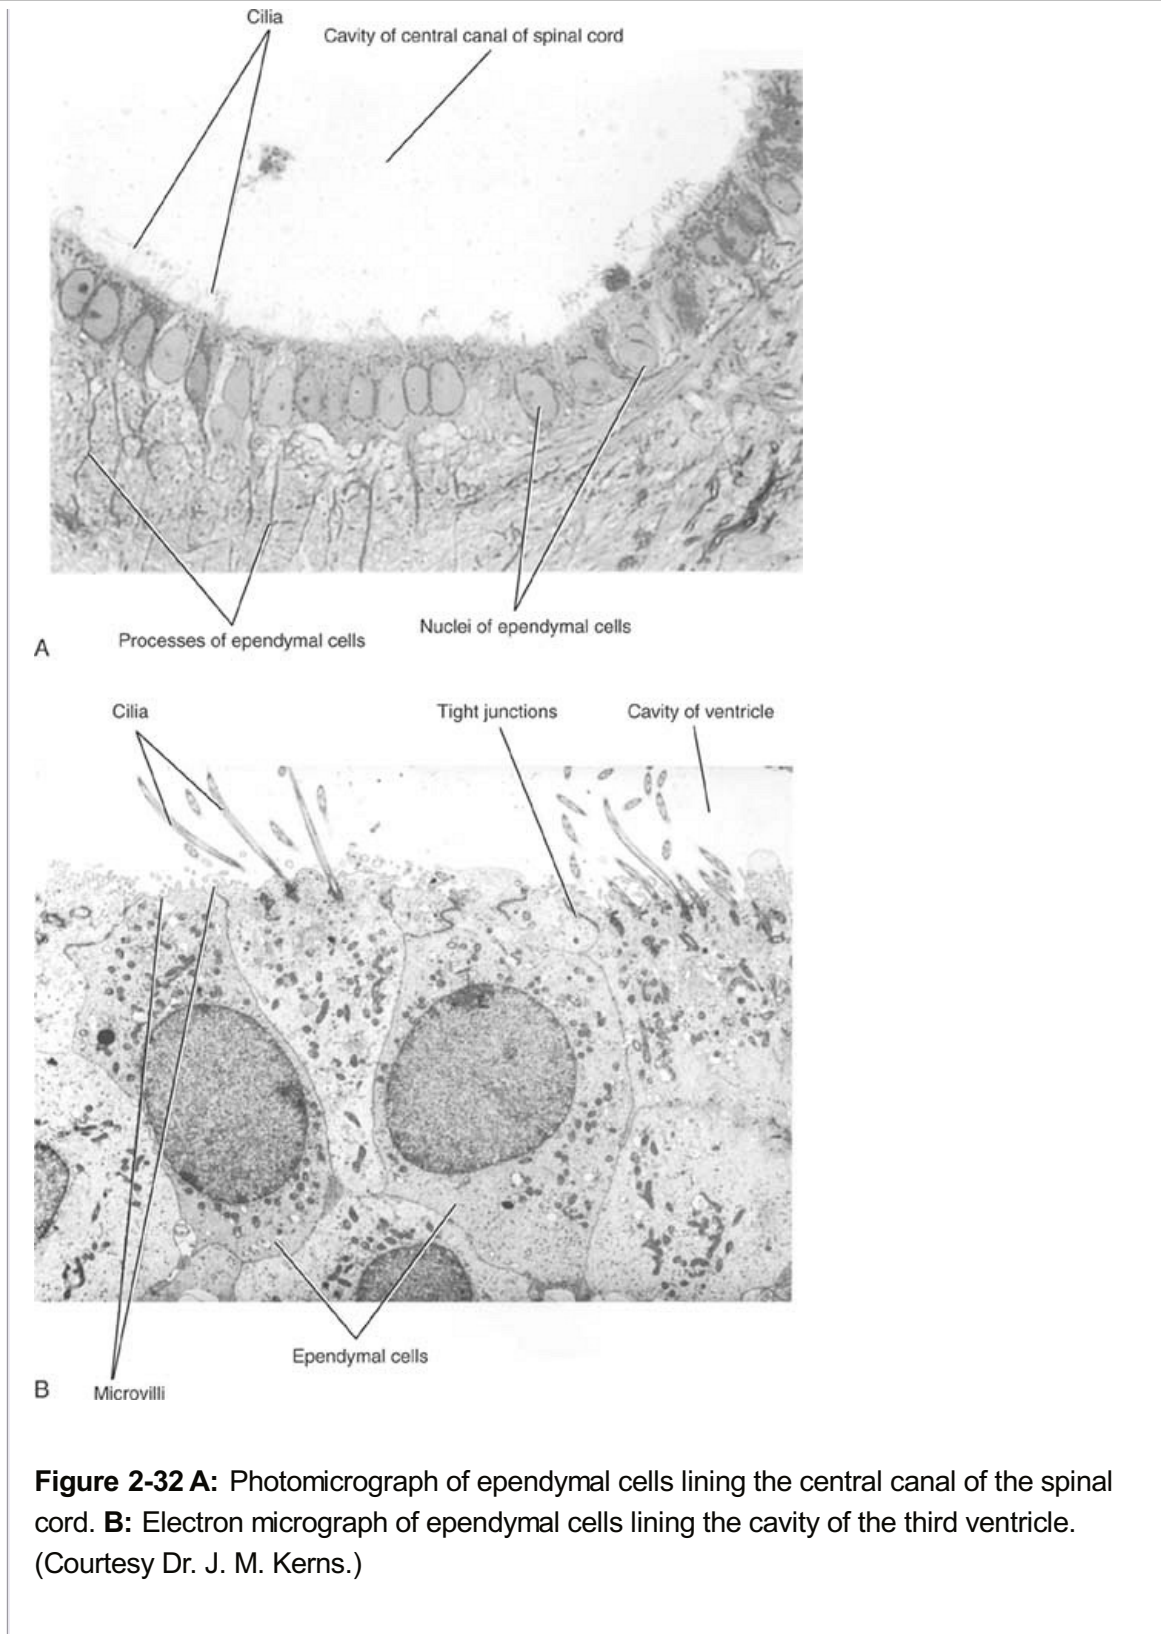 Cilia
Cavity of central canal of spinal cord
Processes of ependymal cells
Nuclei of ependymal cells
A
Cilia
Tight junctions
Cavity of ventricle
Ependymal cells
B
Microvilli
Figure 2-32 A: Photomicrograph of ependymal cells lining the central canal of the spinal
cord. B: Electron micrograph of ependymal cells lining the cavity of the third ventricle.
(Courtesy Dr. J. M. Kerns.)